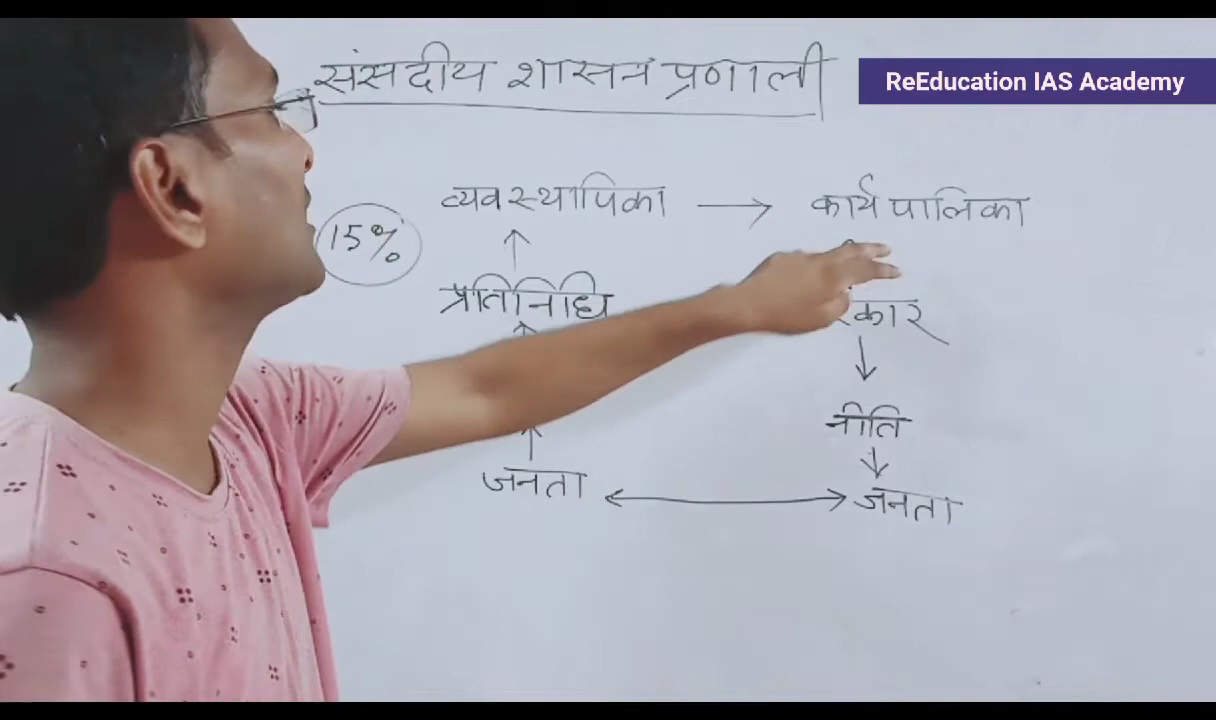 संसदीय शासन प्रणाली
ReEducation IAS Academy
व्यवस्थापिका → कार्यपालिका
15%
↑
प्रतिनिधि
↑
↓
नीति
↑
↓
जनता ↔ जनता